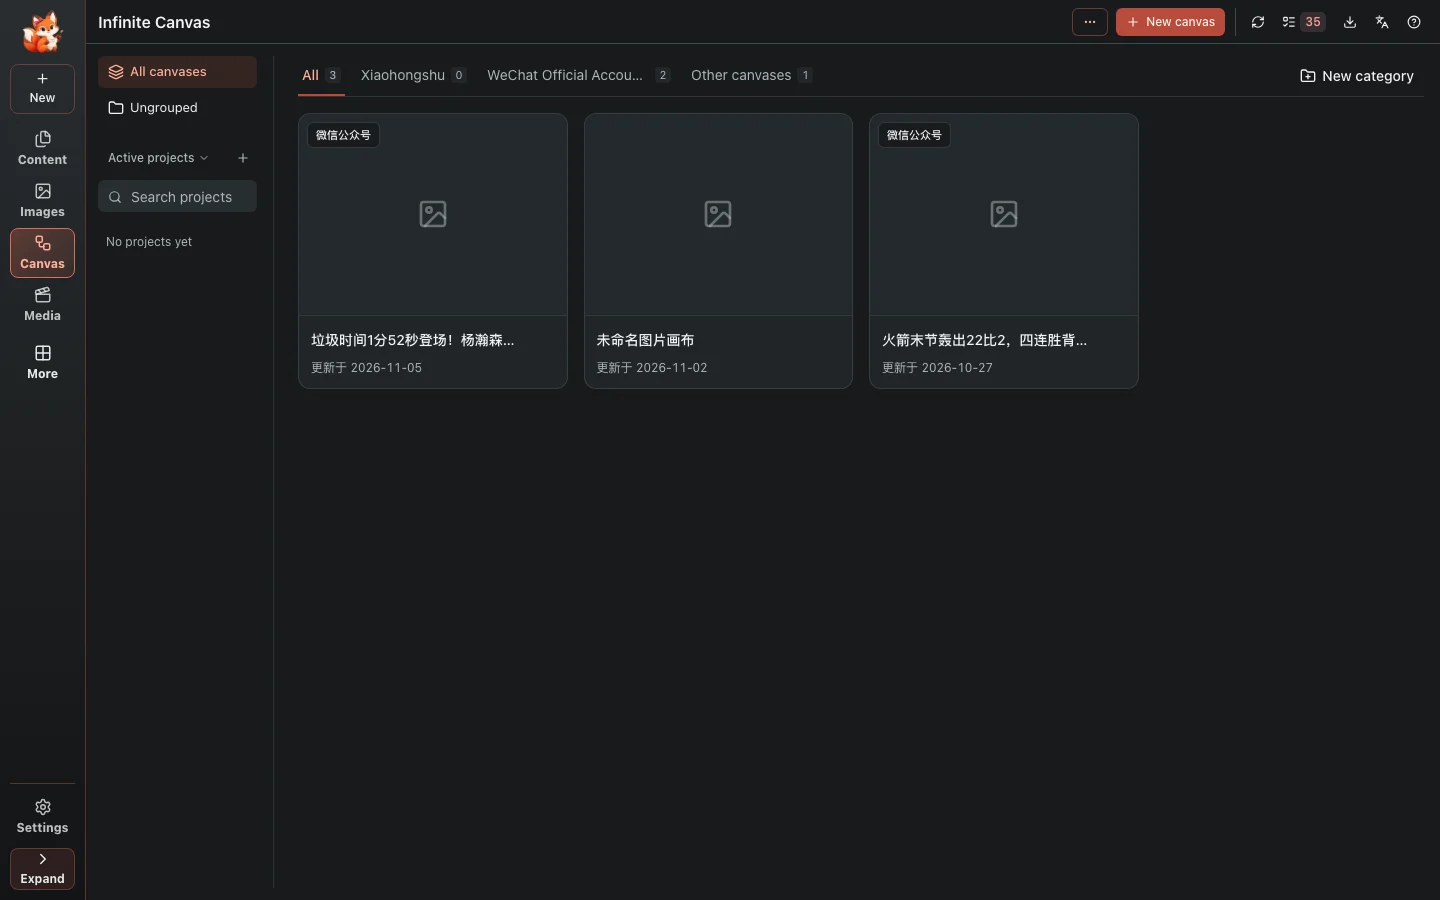 Infinite Canvas
New canvas
35
New
Content
Images
Canvas
Media
More
Settings
Expand
All canvases
Ungrouped
Active projects
Search projects
No projects yet
All 3
Xiaohongshu 0
WeChat Official Accou... 2
Other canvases 1
New category
微信公众号
垃圾时间1分52秒登场！杨瀚森...
更新于 2026-11-05
未命名图片画布
更新于 2026-11-02
微信公众号
火箭末节轰出22比2，四连胜背...
更新于 2026-10-27